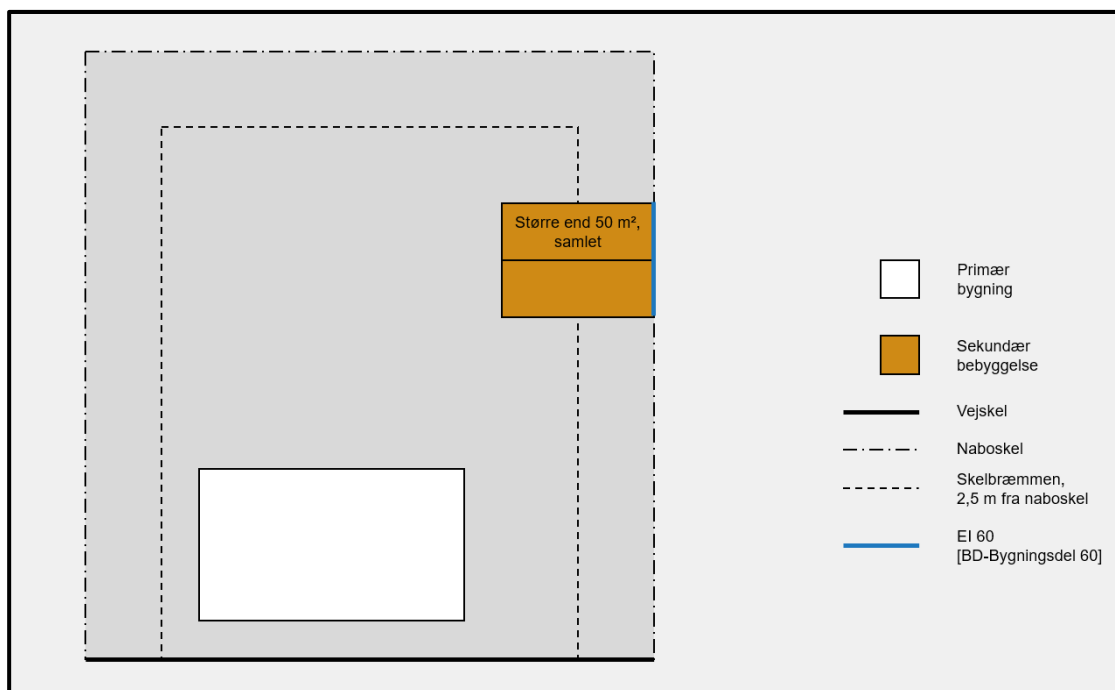 Større end 50 m²,
samlet
Primær
bygning
Sekundær
bebyggelse
Vejskel
Naboskel
Skelbræmmen,
2,5 m fra naboskel
EI 60
[BD-Bygningsdel 60]